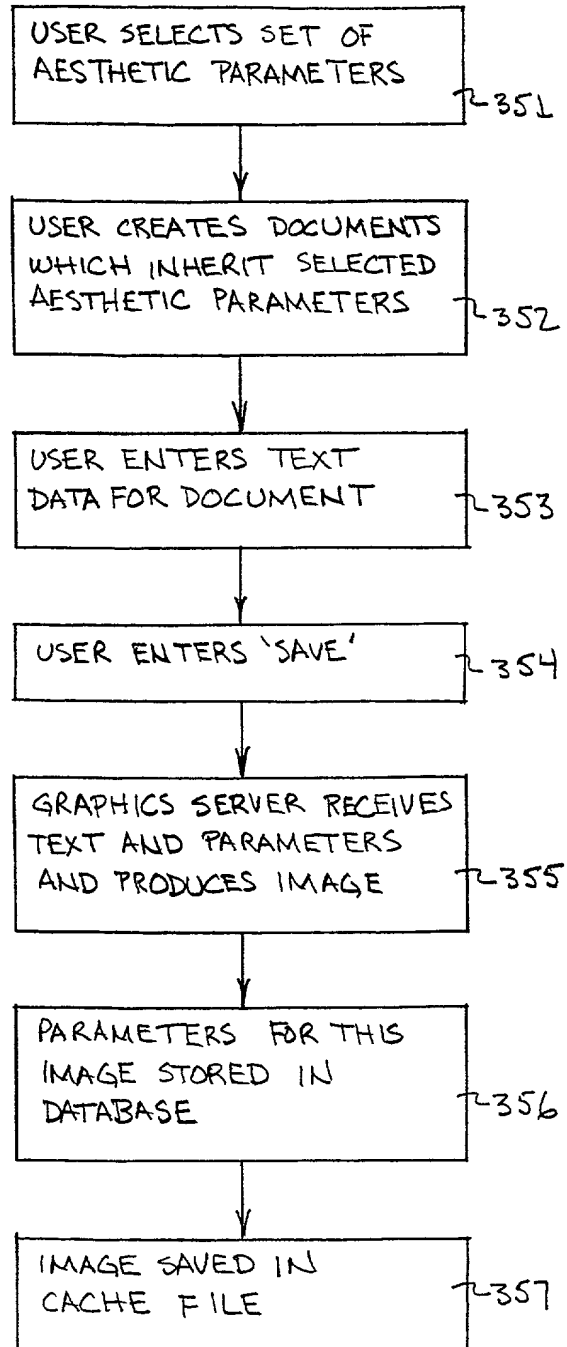 USER SELECTS SET OF
AESTHETIC PARAMETERS
351
USER CREATES DOCUMENTS
WHICH INHERIT SELECTED
AESTHETIC PARAMETERS
352
USER ENTERS TEXT
DATA FOR DOCUMENT
353
USER ENTERS 'SAVE'
354
GRAPHICS SERVER RECEIVES
TEXT AND PARAMETERS
AND PRODUCES IMAGE
355
PARAMETERS FOR THIS
IMAGE STORED IN
DATABASE
356
IMAGE SAVED IN
CACHE FILE
357